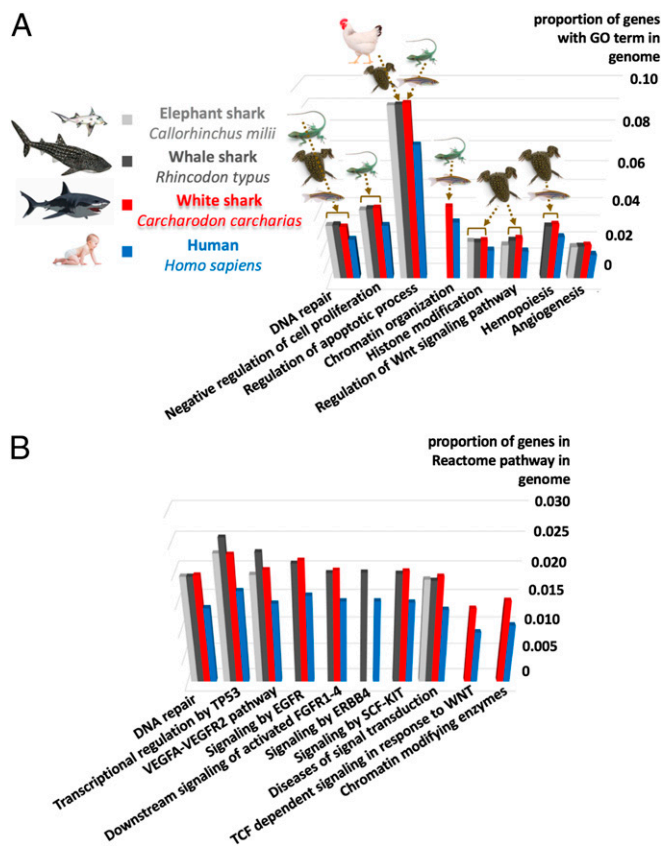 A
proportion of genes
with GO term in
genome
0.10
0.08
0.06
0.04
0.02
0
Elephant shark
Callorhinchus milii
Whale shark
Rhincodon typus
White shark
Carcharodon carcharias
Human
Homo sapiens
DNA repair
Negative regulation of cell proliferation
Regulation of apoptotic process
Chromatin organization
Histone modification
Regulation of Wnt signaling pathway
Hemopoiesis
Angiogenesis
B
proportion of genes in
Reactome pathway in
genome
0.030
0.025
0.020
0.015
0.010
0.005
0
DNA repair
Transcriptional regulation by TP53
VEGFA-VEGFR2 pathway
Signaling by EGFR
Downstream signaling of activated FGFR1-4
Signaling by ERBB4
Signaling by SCF-KIT
Diseases of signal transduction
TCF dependent signaling in response to WNT
Chromatin modifying enzymes